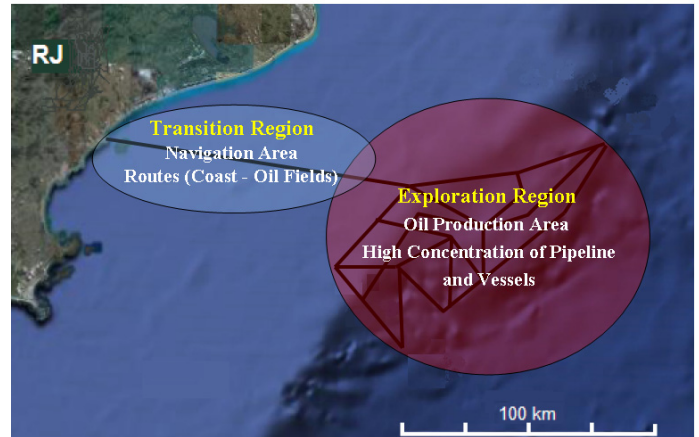 RJ
Transition Region
Navigation Area
Routes (Coast - Oil Fields)
Exploration Region
Oil Production Area
High Concentration of Pipeline
and Vessels
100 km